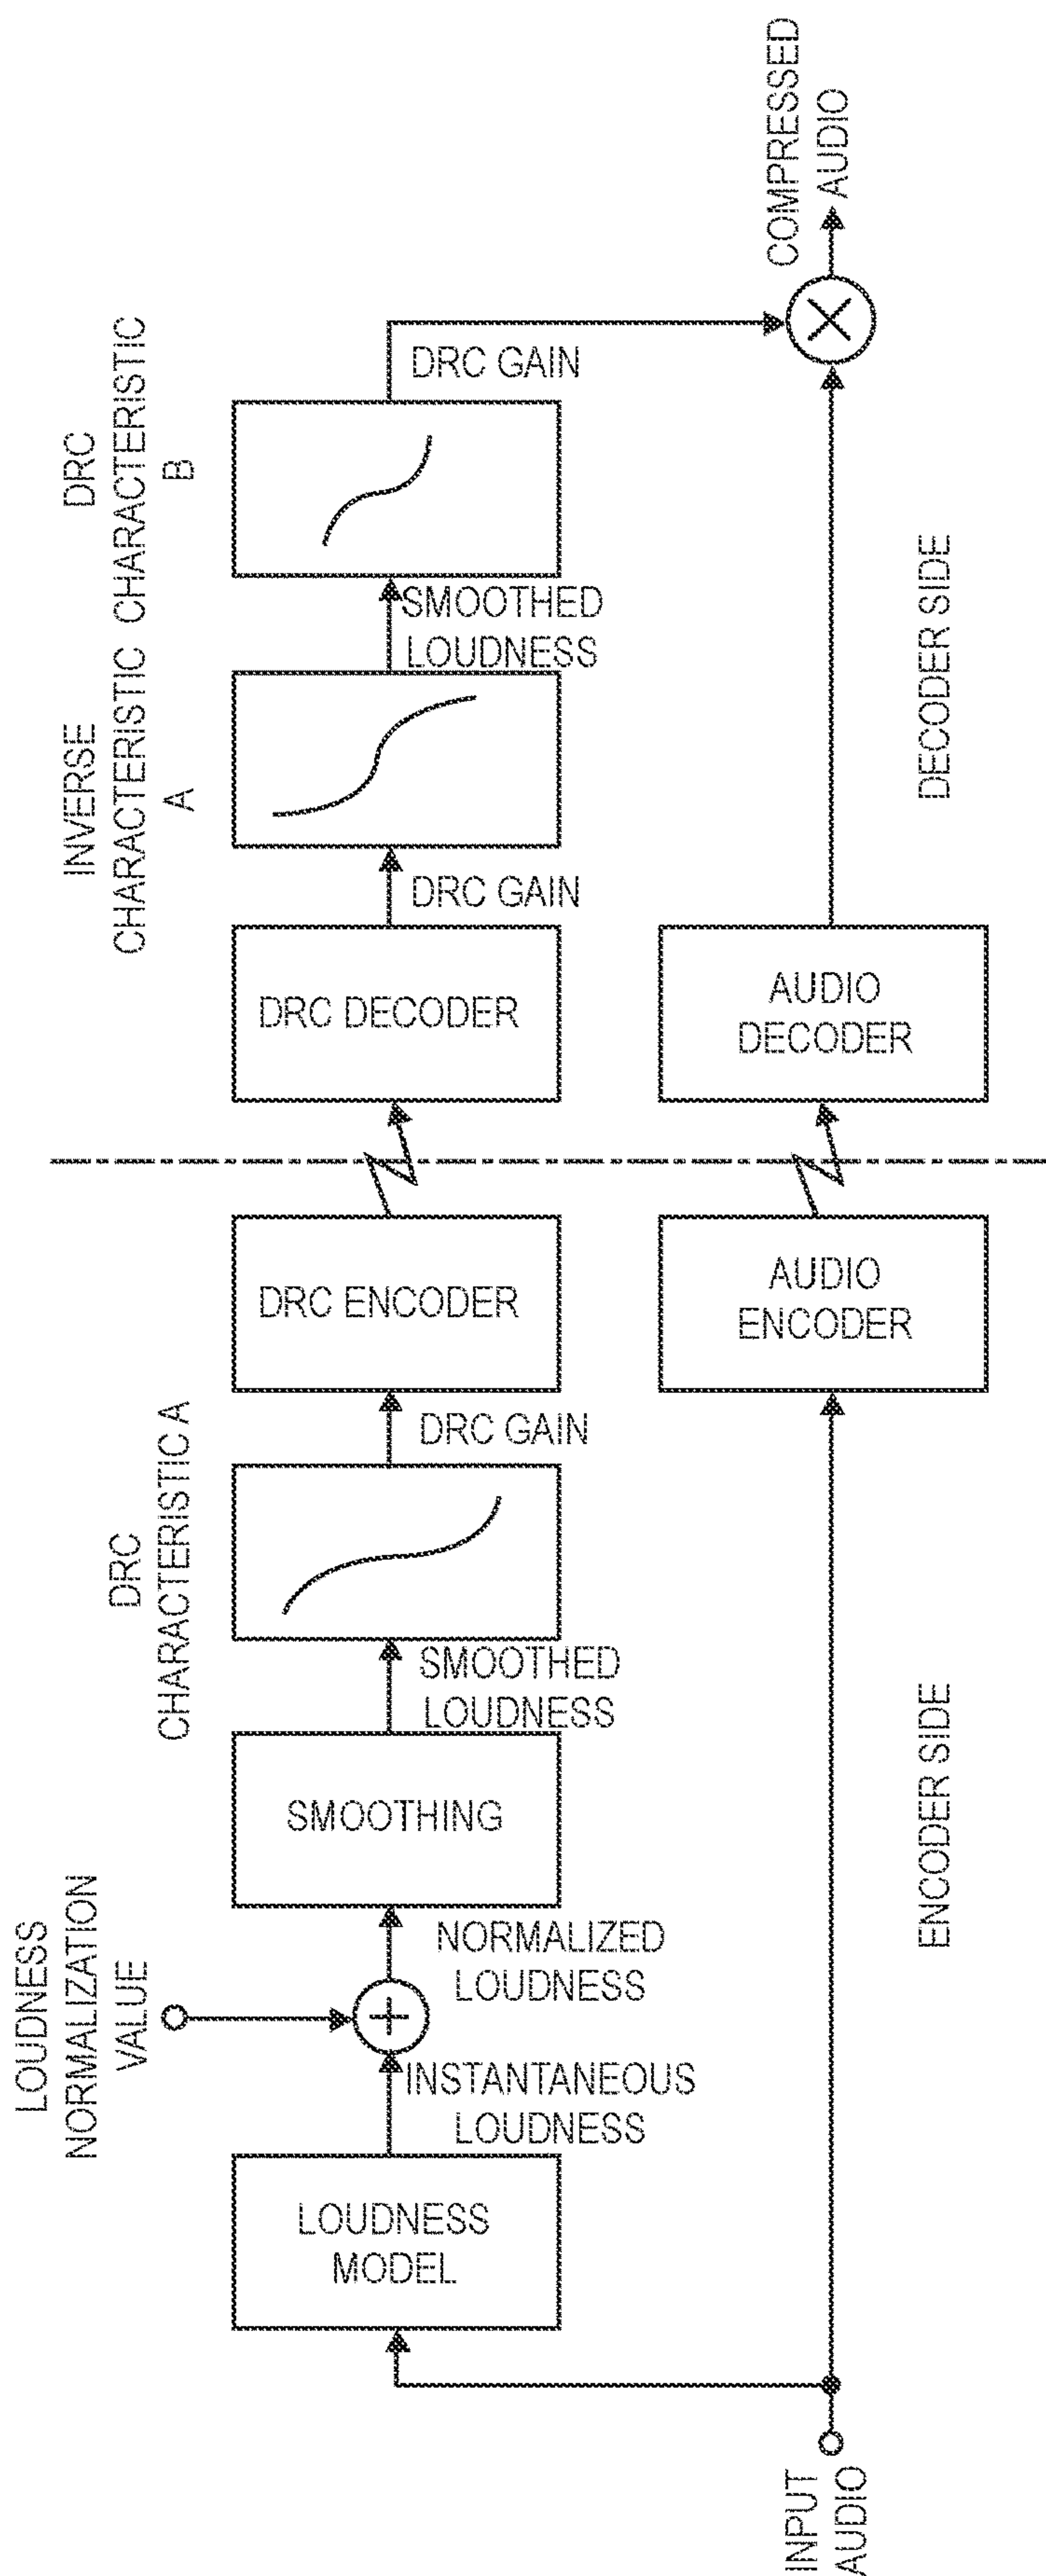 INPUT
AUDIO
LOUDNESS
MODEL
INSTANTANEOUS
LOUDNESS
LOUDNESS
NORMALIZATION
VALUE
+
NORMALIZED
LOUDNESS
SMOOTHING
SMOOTHED
LOUDNESS
DRC
CHARACTERISTIC A
DRC GAIN
DRC ENCODER
AUDIO
ENCODER
ENCODER SIDE
DRC DECODER
AUDIO
DECODER
DRC GAIN
INVERSE
CHARACTERISTIC
A
SMOOTHED
LOUDNESS
DRC
CHARACTERISTIC
B
DRC GAIN
DECODER SIDE
COMPRESSED
AUDIO